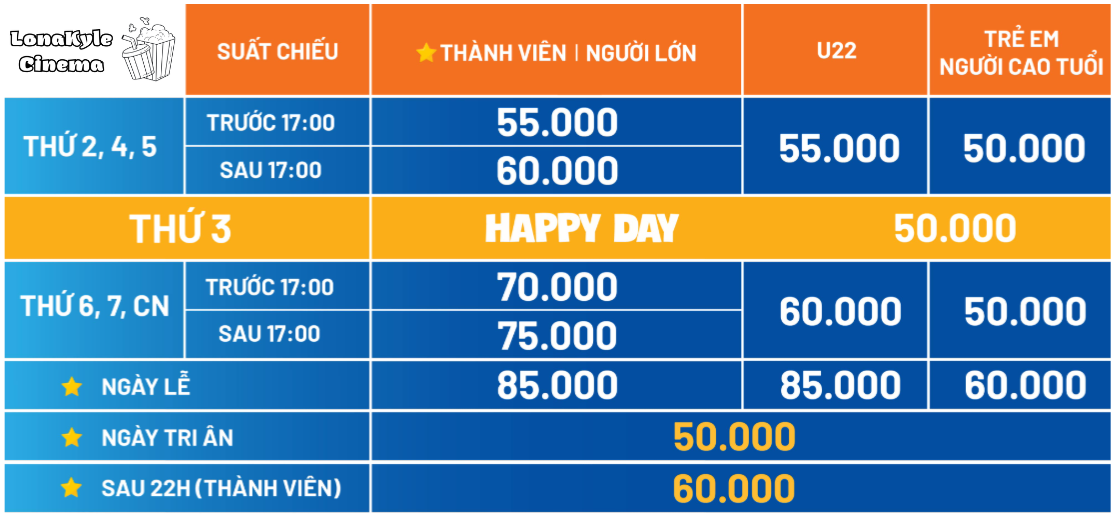 LonaKyle
Cinema
SUẤT CHIẾU
THÀNH VIÊN | NGƯỜI LỚN
U22
TRẺ EM
NGƯỜI CAO TUỔI
THỨ 2, 4, 5
TRƯỚC 17:00
55.000
SAU 17:00
60.000
55.000
50.000
THỨ 3
HAPPY DAY
50.000
THỨ 6, 7, CN
TRƯỚC 17:00
70.000
SAU 17:00
75.000
60.000
50.000
NGÀY LỄ
85.000
85.000
60.000
NGÀY TRI ÂN
50.000
SAU 22H (THÀNH VIÊN)
60.000